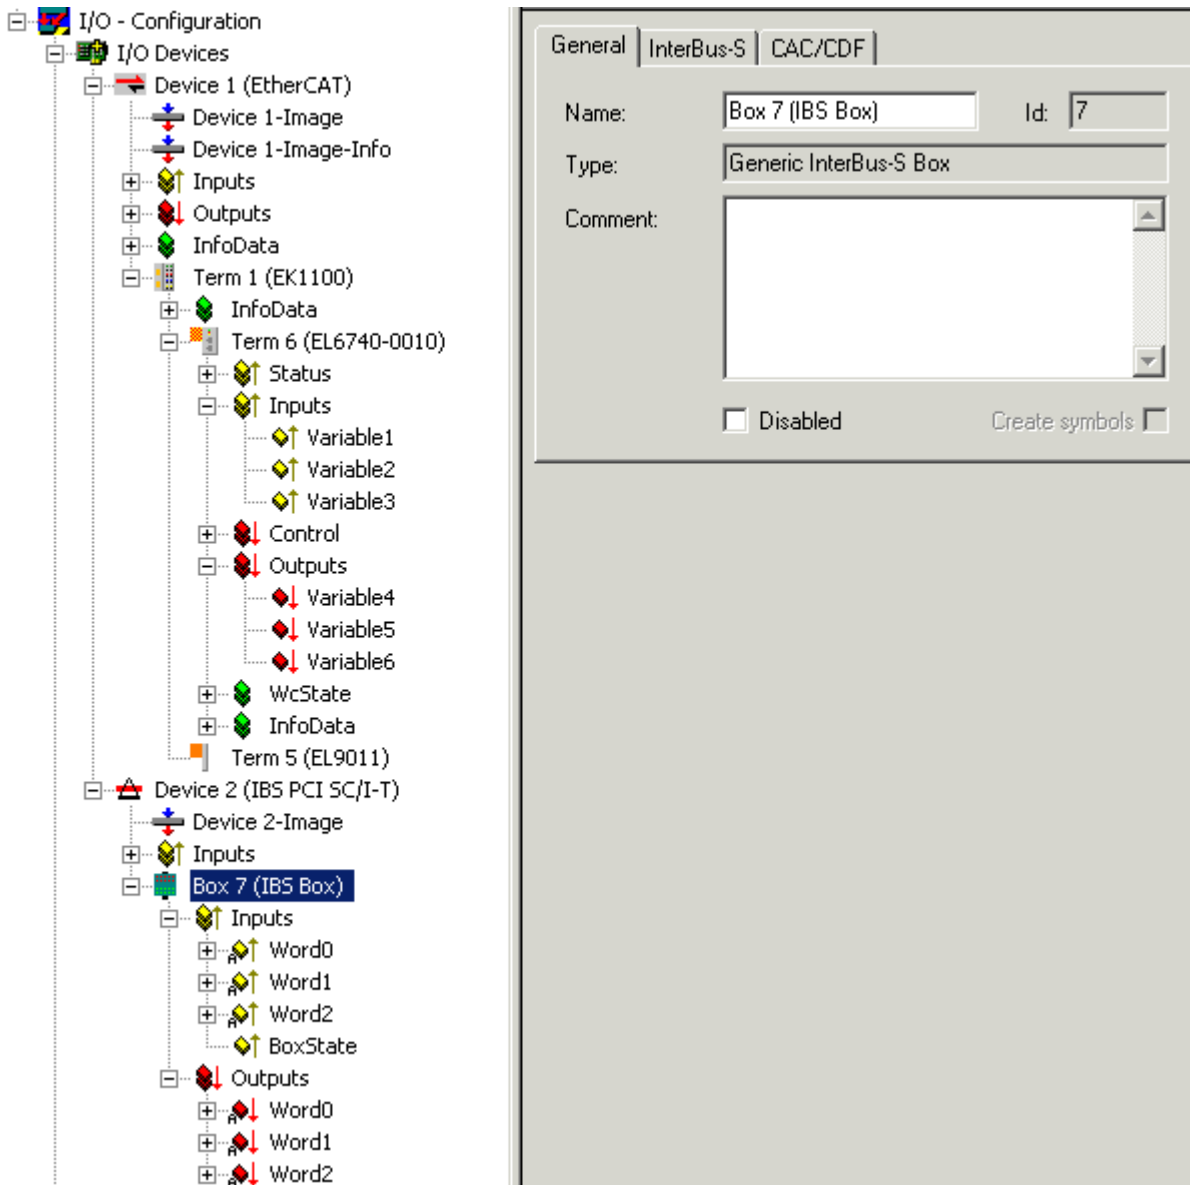 I/O - Configuration
I/O Devices
Device 1 (EtherCAT)
Device 1-Image
Device 1-Image-Info
Inputs
Outputs
InfoData
Term 1 (EK1100)
InfoData
Term 6 (EL6740-0010)
Status
Inputs
Variable1
Variable2
Variable3
Control
Outputs
Variable4
Variable5
Variable6
WcState
InfoData
Term 5 (EL9011)
Device 2 (IBS PCI SC/I-T)
Device 2-Image
Inputs
Box 7 (IBS Box)
Inputs
Word0
Word1
Word2
BoxState
Outputs
Word0
Word1
Word2
General InterBus-S CAC/CDF
Name: Box 7 (IBS Box) Id: 7
Type: Generic InterBus-S Box
Comment:
Disabled Create symbols